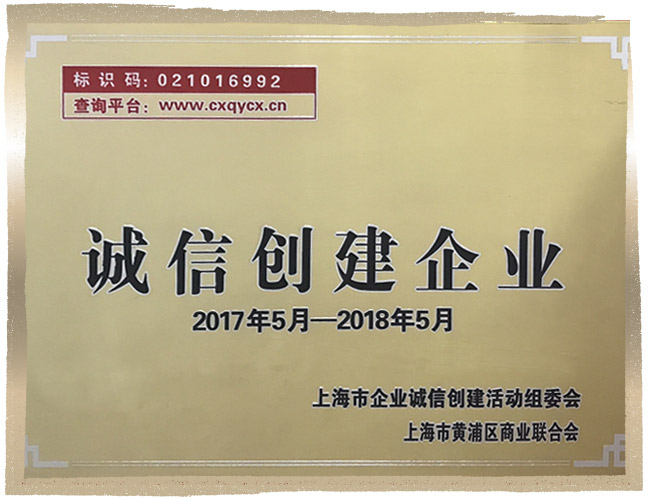 标识码：021016992
查询平台：www.cxqycx.cn
诚信创建企业
2017年5月—2018年5月
上海市企业诚信创建活动组委会
上海市黄浦区商业联合会